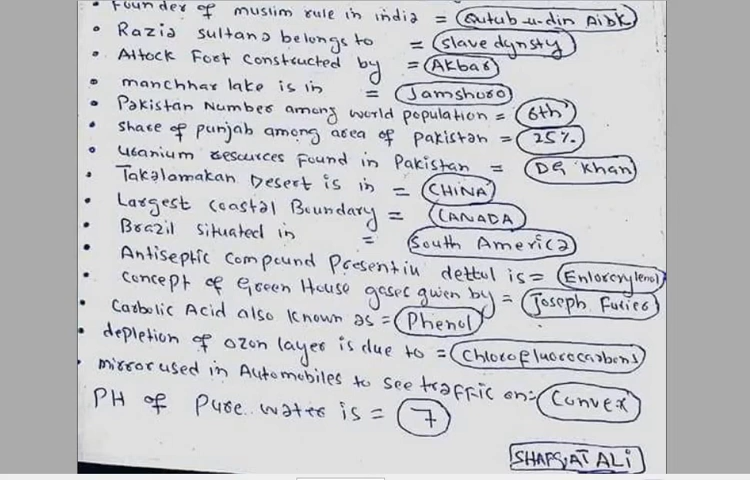 • Founder of muslim rule in india = Qutub-u-din Aibk
• Razia sultana belongs to = slave dynsty
• Attock Fort constructed by = Akbar
• manchhar lake is in = Jamshoro
• Pakistan Number among world population = 6th
• share of punjab among area of Pakistan = 25%
• uranium resources Found in Pakistan = DG Khan
• Takalamakan Desert is in = CHINA
• Largest coastal Boundary = CANADA
• Brazil situated in = South America
• Antiseptic Compound Presentin dettol is = Enloroxylenol
• Concept of Green House gases gwen by = Joseph Furier
• Carbolic Acid also Known as = Phenol
• depletion of ozon layer is due to = Chlorofluorocarbons
• mirror used in Automobiles to see traffic on = Convex
PH of Pure water is = 7
SHAFQAT ALI